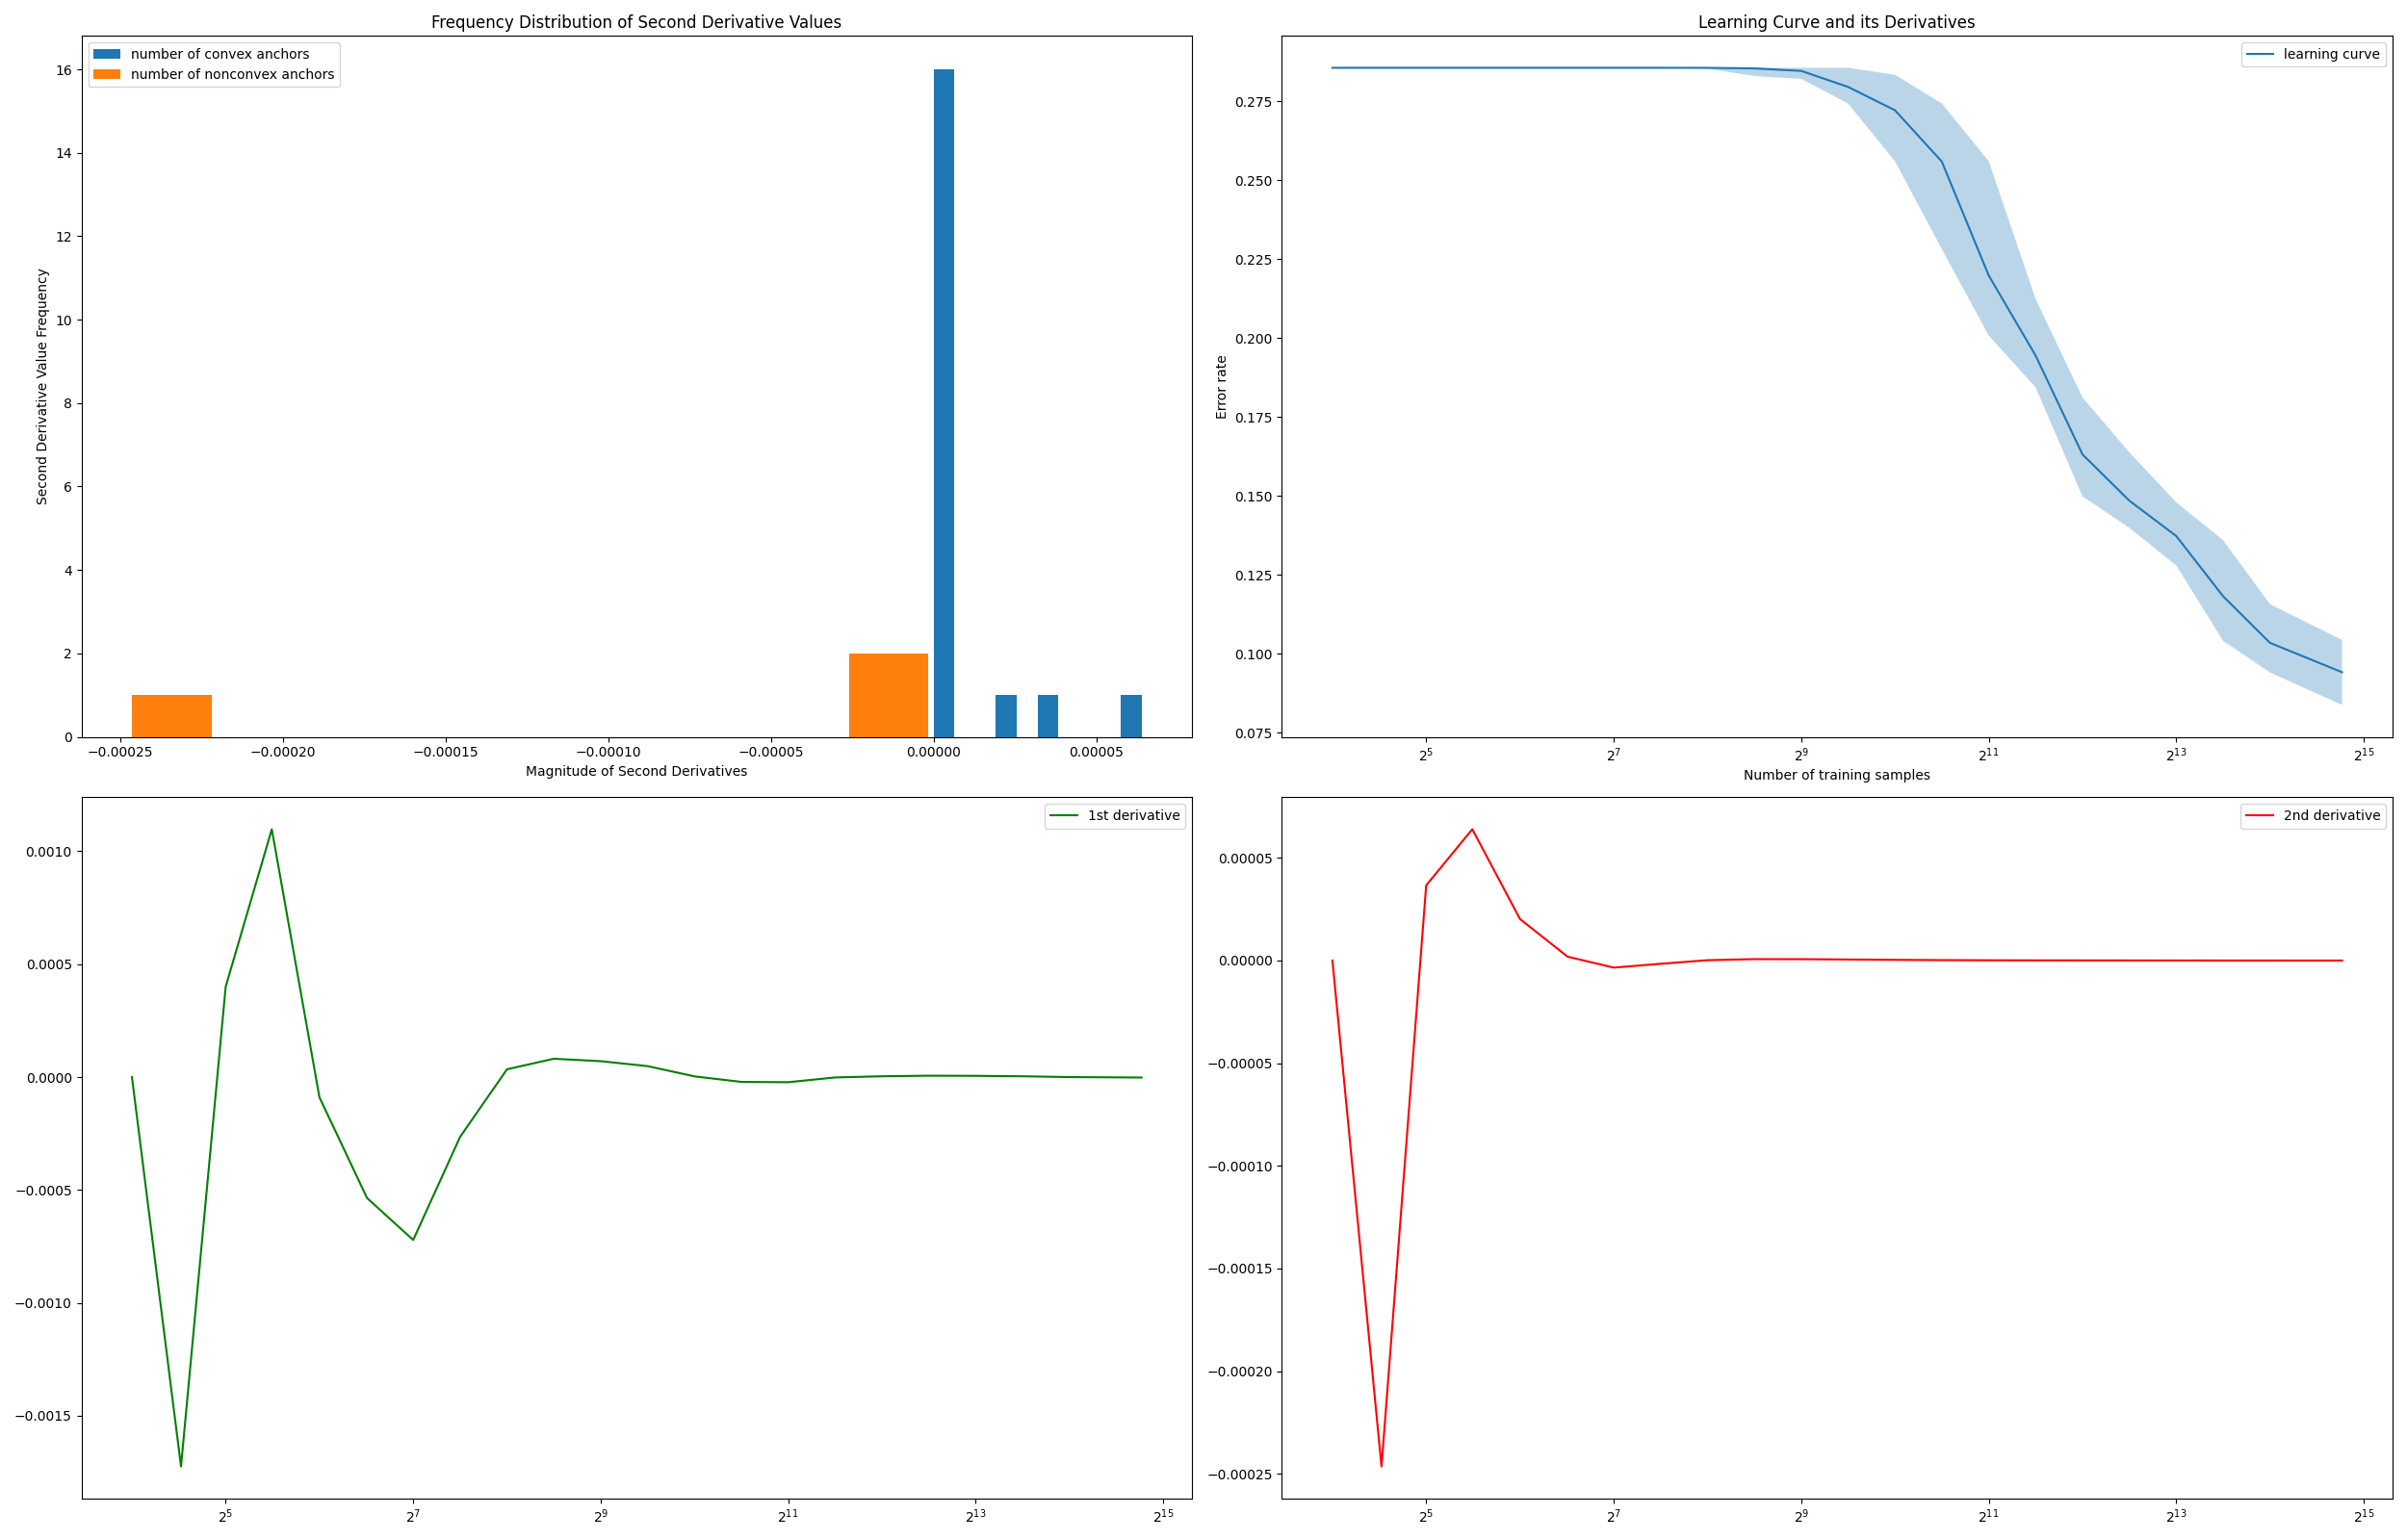 Frequency Distribution of Second Derivative Values
number of convex anchors
number of nonconvex anchors
Second Derivative Value Frequency
16
14
12
10
8
6
4
2
0
−0.00025 −0.00020 −0.00015 −0.00010 −0.00005 0.00000 0.00005
Magnitude of Second Derivatives
Learning Curve and its Derivatives
learning curve
Error rate
0.275
0.250
0.225
0.200
0.175
0.150
0.125
0.100
0.075
2^5 2^7 2^9 2^11 2^13 2^15
Number of training samples
1st derivative
0.0010
0.0005
0.0000
−0.0005
−0.0010
−0.0015
2^5 2^7 2^9 2^11 2^13 2^15
2nd derivative
0.00005
0.00000
−0.00005
−0.00010
−0.00015
−0.00020
−0.00025
2^5 2^7 2^9 2^11 2^13 2^15